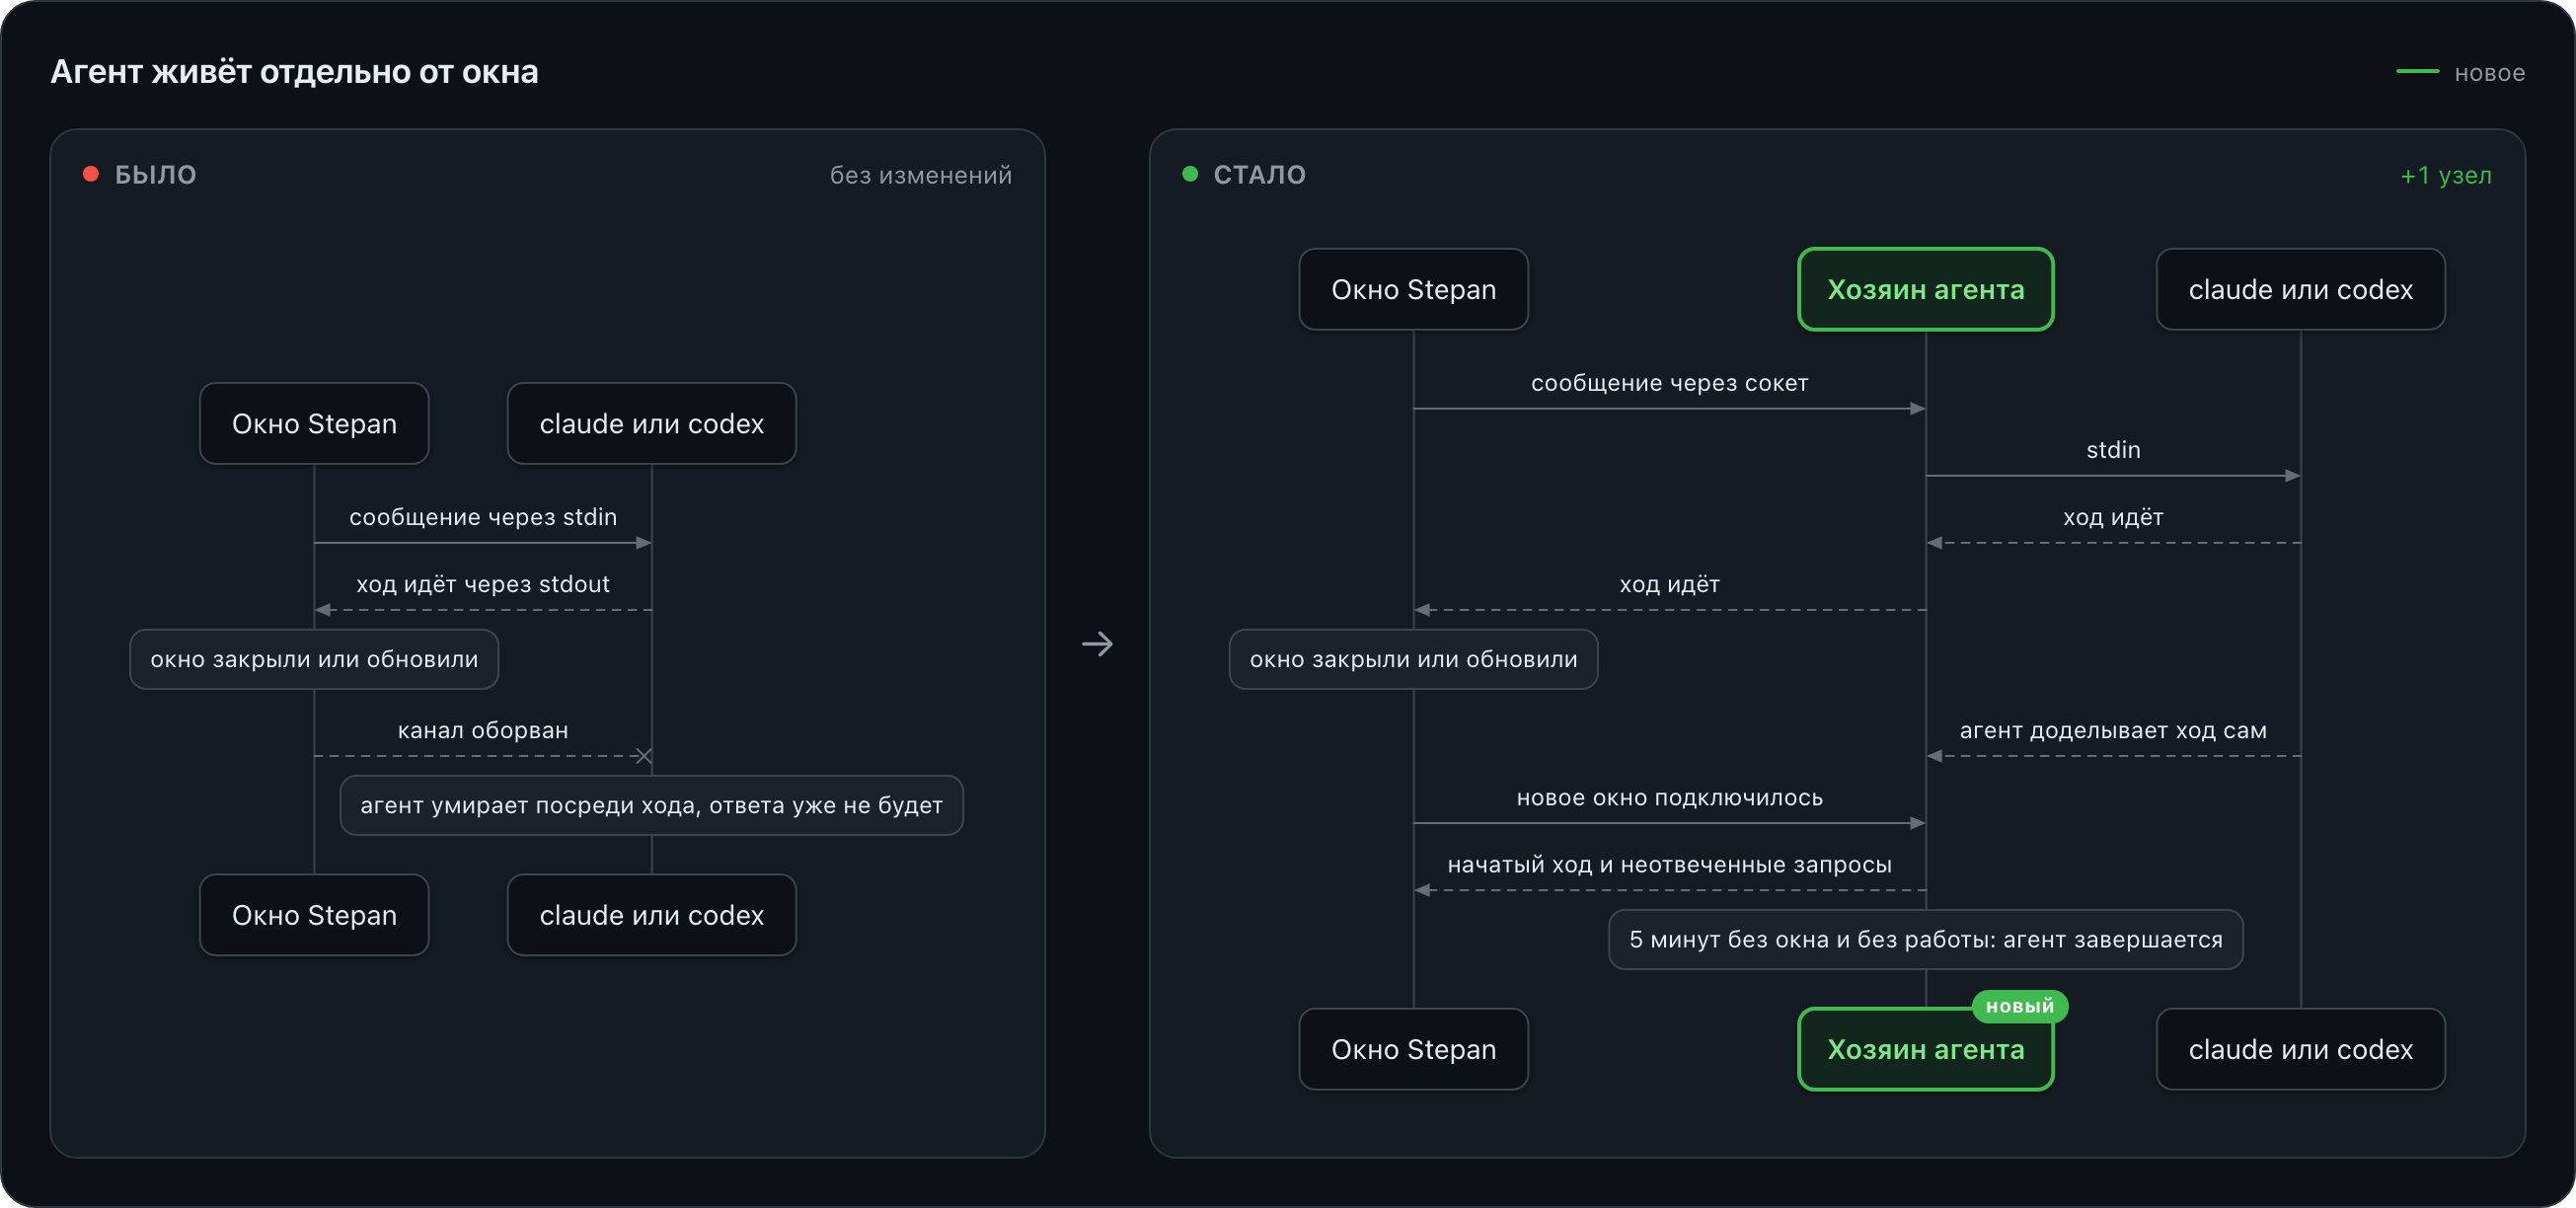 Агент живёт отдельно от окна
новое
БЫЛО
без изменений
Окно Stepan
claude или codex
сообщение через stdin
ход идёт через stdout
окно закрыли или обновили
канал оборван
агент умирает посреди хода, ответа уже не будет
Окно Stepan
claude или codex
СТАЛО
+1 узел
Окно Stepan
Хозяин агента
claude или codex
сообщение через сокет
stdin
ход идёт
ход идёт
окно закрыли или обновили
агент доделывает ход сам
новое окно подключилось
начатый ход и неотвеченные запросы
5 минут без окна и без работы: агент завершается
новый
Окно Stepan
Хозяин агента
claude или codex